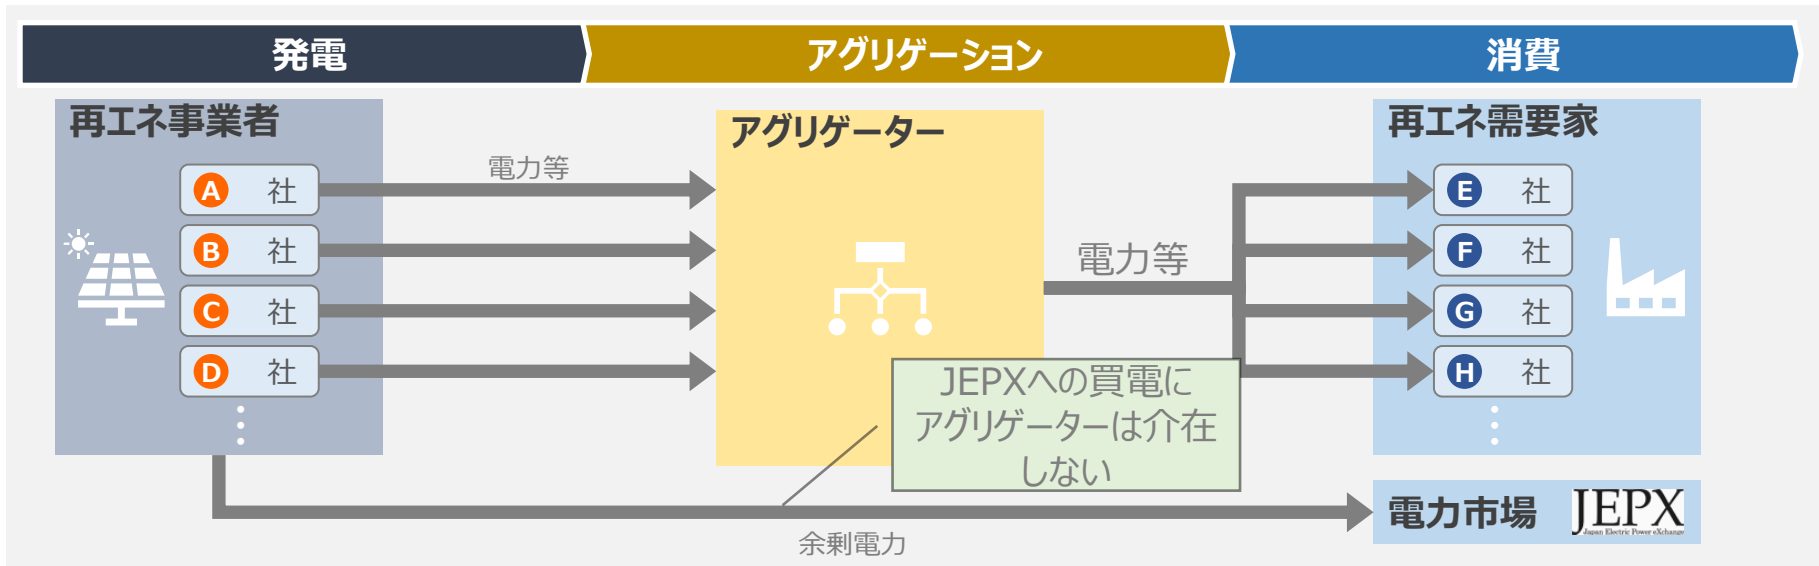 発電
アグリゲーション
消費
再エネ事業者
A 社
B 社
C 社
D 社
電力等
アグリゲーター
電力等
再エネ需要家
E 社
F 社
G 社
H 社
JEPXへの買電に
アグリゲーターは介在
しない
余剰電力
電力市場
JEPX
Japan Electric Power eXchange